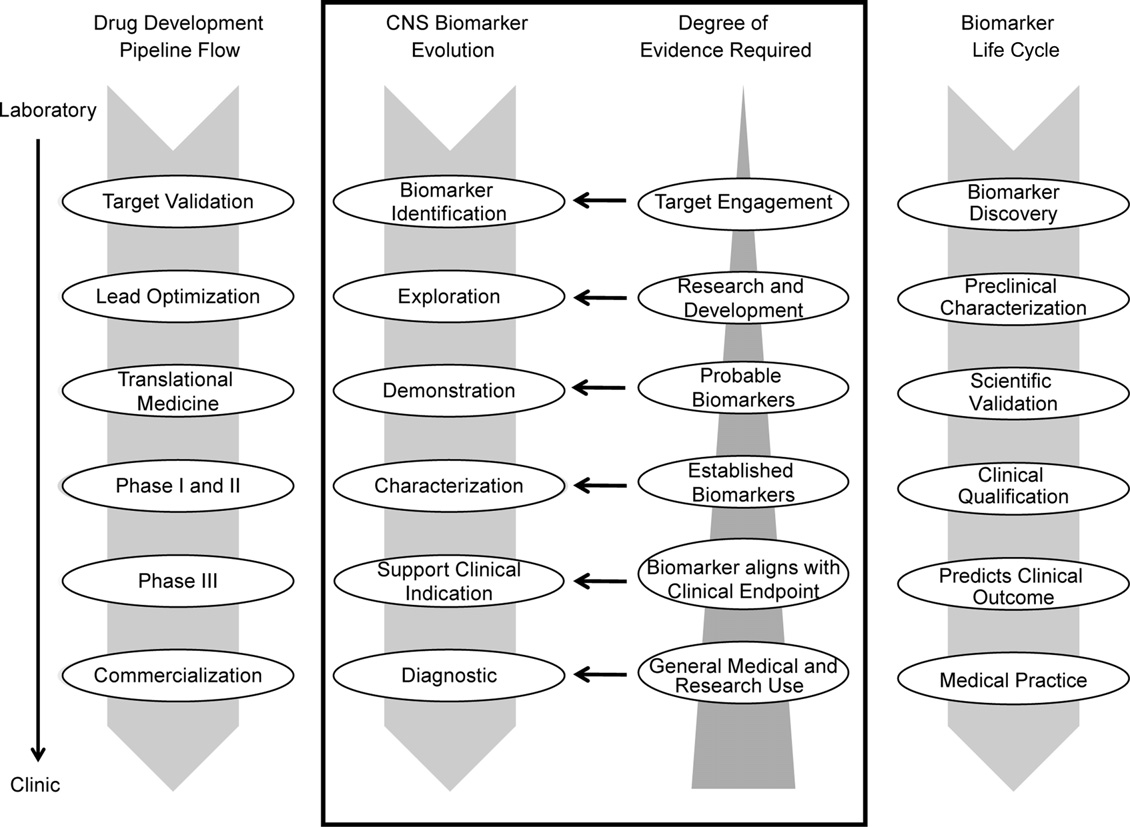 Drug Development
Pipeline Flow
CNS Biomarker
Evolution
Degree of
Evidence Required
Biomarker
Life Cycle
Laboratory
Target Validation
Biomarker
Identification
Target Engagement
Biomarker
Discovery
Lead Optimization
Exploration
Research and
Development
Preclinical
Characterization
Translational
Medicine
Demonstration
Probable
Biomarkers
Scientific
Validation
Phase I and II
Characterization
Established
Biomarkers
Clinical
Qualification
Phase III
Support Clinical
Indication
Biomarker aligns with
Clinical Endpoint
Predicts Clinical
Outcome
Commercialization
Diagnostic
General Medical and
Research Use
Medical Practice
Clinic